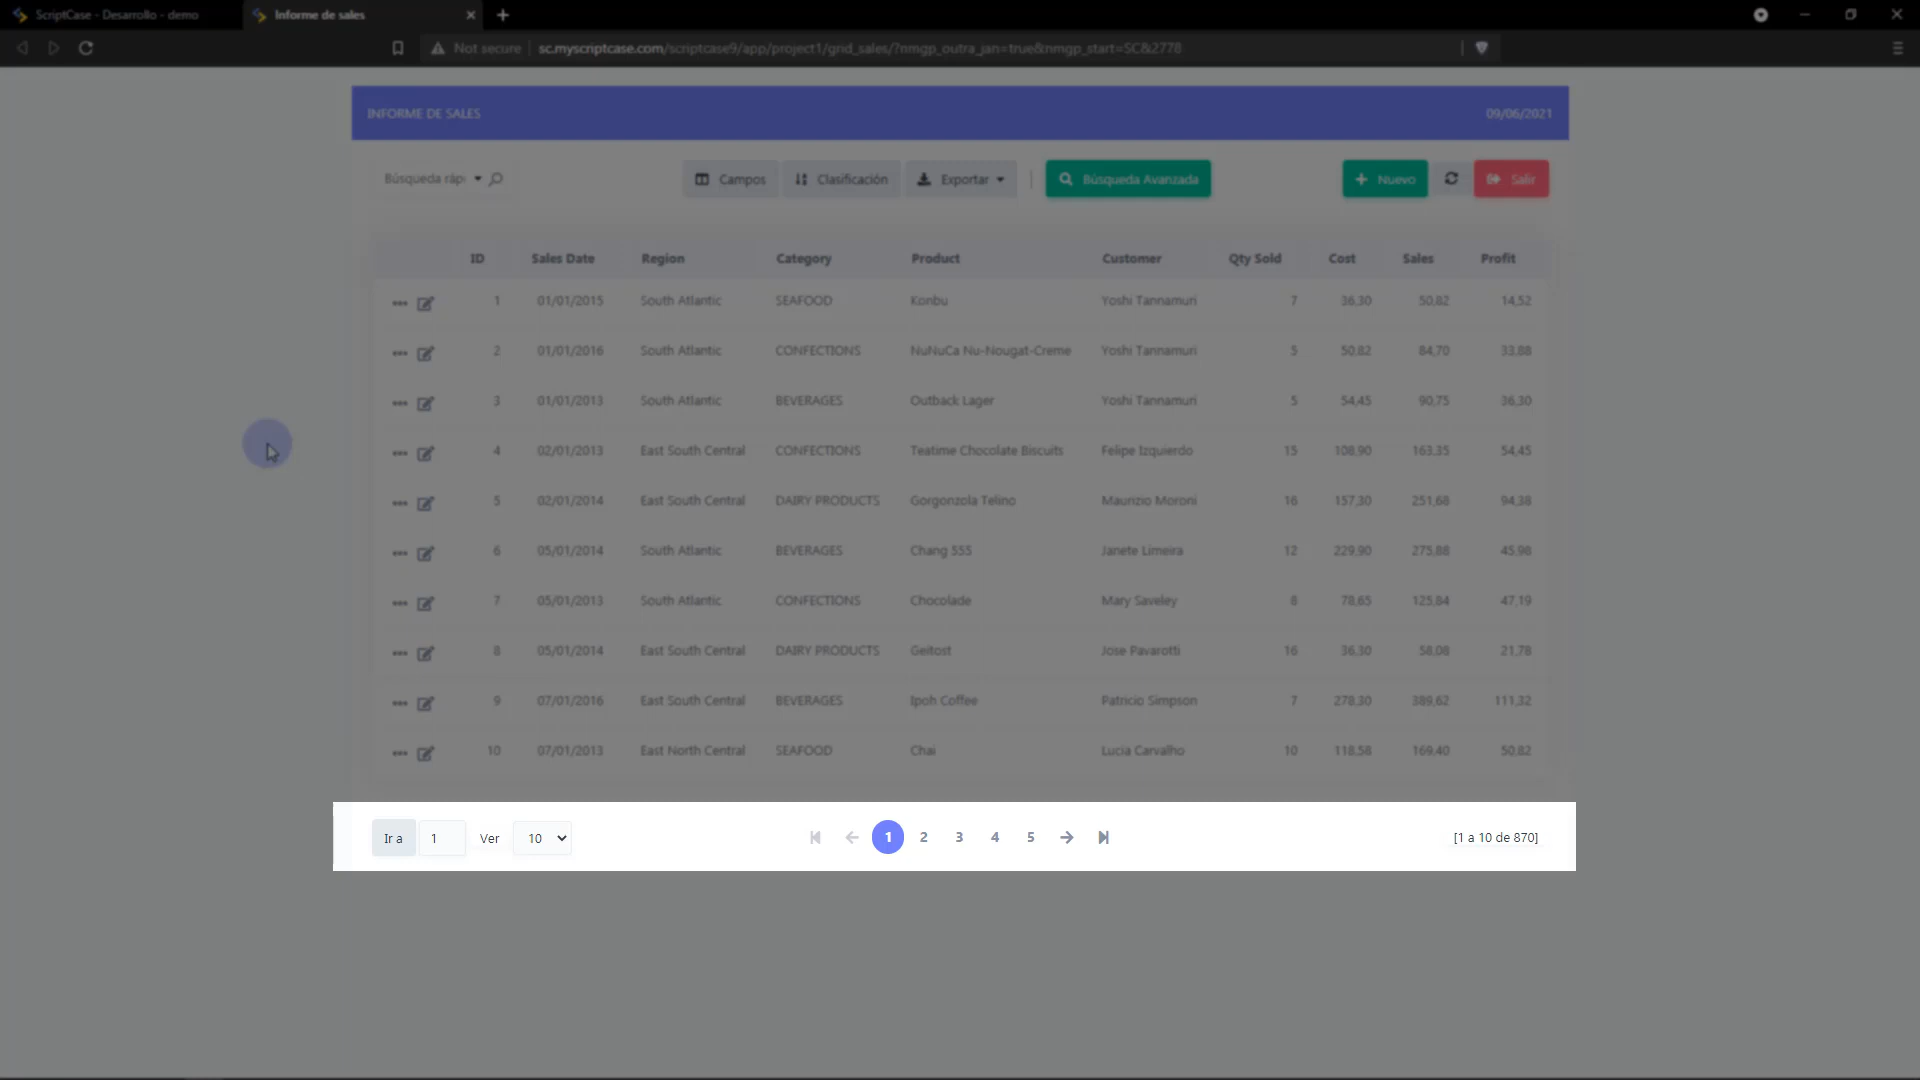 ScriptCase - Desarrollo - demo
Informe de sales
Not secure sc.myscriptcase.com/scriptcase9/app/project1/grid_sales/?nmgp_outra_jan=true&nmgp_start=SC&2778
INFORME DE SALES 09/06/2021
Búsqueda rápi Campos Clasificación Exportar Búsqueda Avanzada Nuevo Salir
ID Sales Date Region Category Product Customer Qty Sold Cost Sales Profit
1 01/01/2015 South Atlantic SEAFOOD Konbu Yoshi Tannamuri 7 36,30 50,82 14,52
2 01/01/2016 South Atlantic CONFECTIONS NuNuCa Nu-Nougat-Creme Yoshi Tannamuri 5 50,82 84,70 33,88
3 01/01/2013 South Atlantic BEVERAGES Outback Lager Yoshi Tannamuri 5 54,45 90,75 36,30
4 02/01/2013 East South Central CONFECTIONS Teatime Chocolate Biscuits Felipe Izquierdo 15 108,90 163,35 54,45
5 02/01/2014 East South Central DAIRY PRODUCTS Gorgonzola Telino Maurizio Moroni 16 157,30 251,68 94,38
6 05/01/2014 South Atlantic BEVERAGES Chang 555 Janete Limeira 12 229,90 275,88 45,98
7 05/01/2013 South Atlantic CONFECTIONS Chocolade Mary Saveley 8 78,65 125,84 47,19
8 05/01/2014 East South Central DAIRY PRODUCTS Geitost Jose Pavarotti 16 36,30 58,08 21,78
9 07/01/2016 East South Central BEVERAGES Ipoh Coffee Patricio Simpson 7 278,30 389,62 111,32
10 07/01/2013 East North Central SEAFOOD Chai Lucia Carvalho 10 118,58 169,40 50,82
Ir a 1 Ver 10 1 2 3 4 5 [1 a 10 de 870]